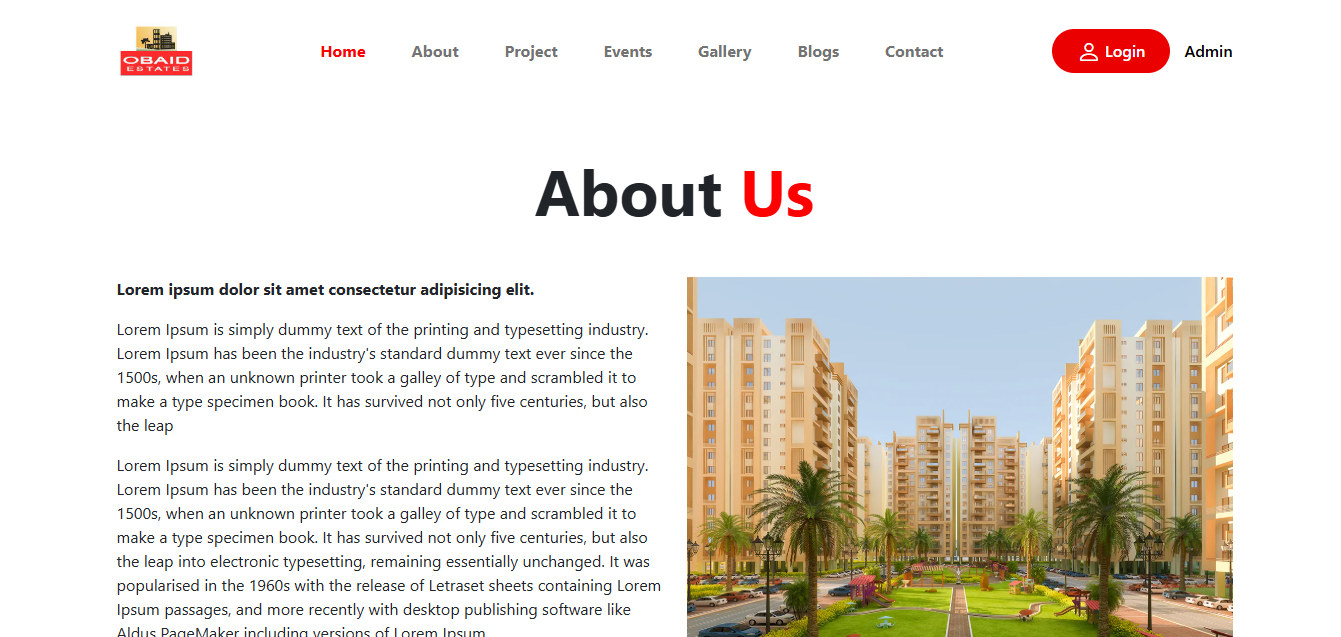 OBAID
ESTATES
Home About Project Events Gallery Blogs Contact Login Admin
About Us
Lorem ipsum dolor sit amet consectetur adipisicing elit.
Lorem Ipsum is simply dummy text of the printing and typesetting industry.
Lorem Ipsum has been the industry's standard dummy text ever since the
1500s, when an unknown printer took a galley of type and scrambled it to
make a type specimen book. It has survived not only five centuries, but also
the leap
Lorem Ipsum is simply dummy text of the printing and typesetting industry.
Lorem Ipsum has been the industry's standard dummy text ever since the
1500s, when an unknown printer took a galley of type and scrambled it to
make a type specimen book. It has survived not only five centuries, but also
the leap into electronic typesetting, remaining essentially unchanged. It was
popularised in the 1960s with the release of Letraset sheets containing Lorem
Ipsum passages, and more recently with desktop publishing software like
Aldus PageMaker including versions of Lorem Ipsum